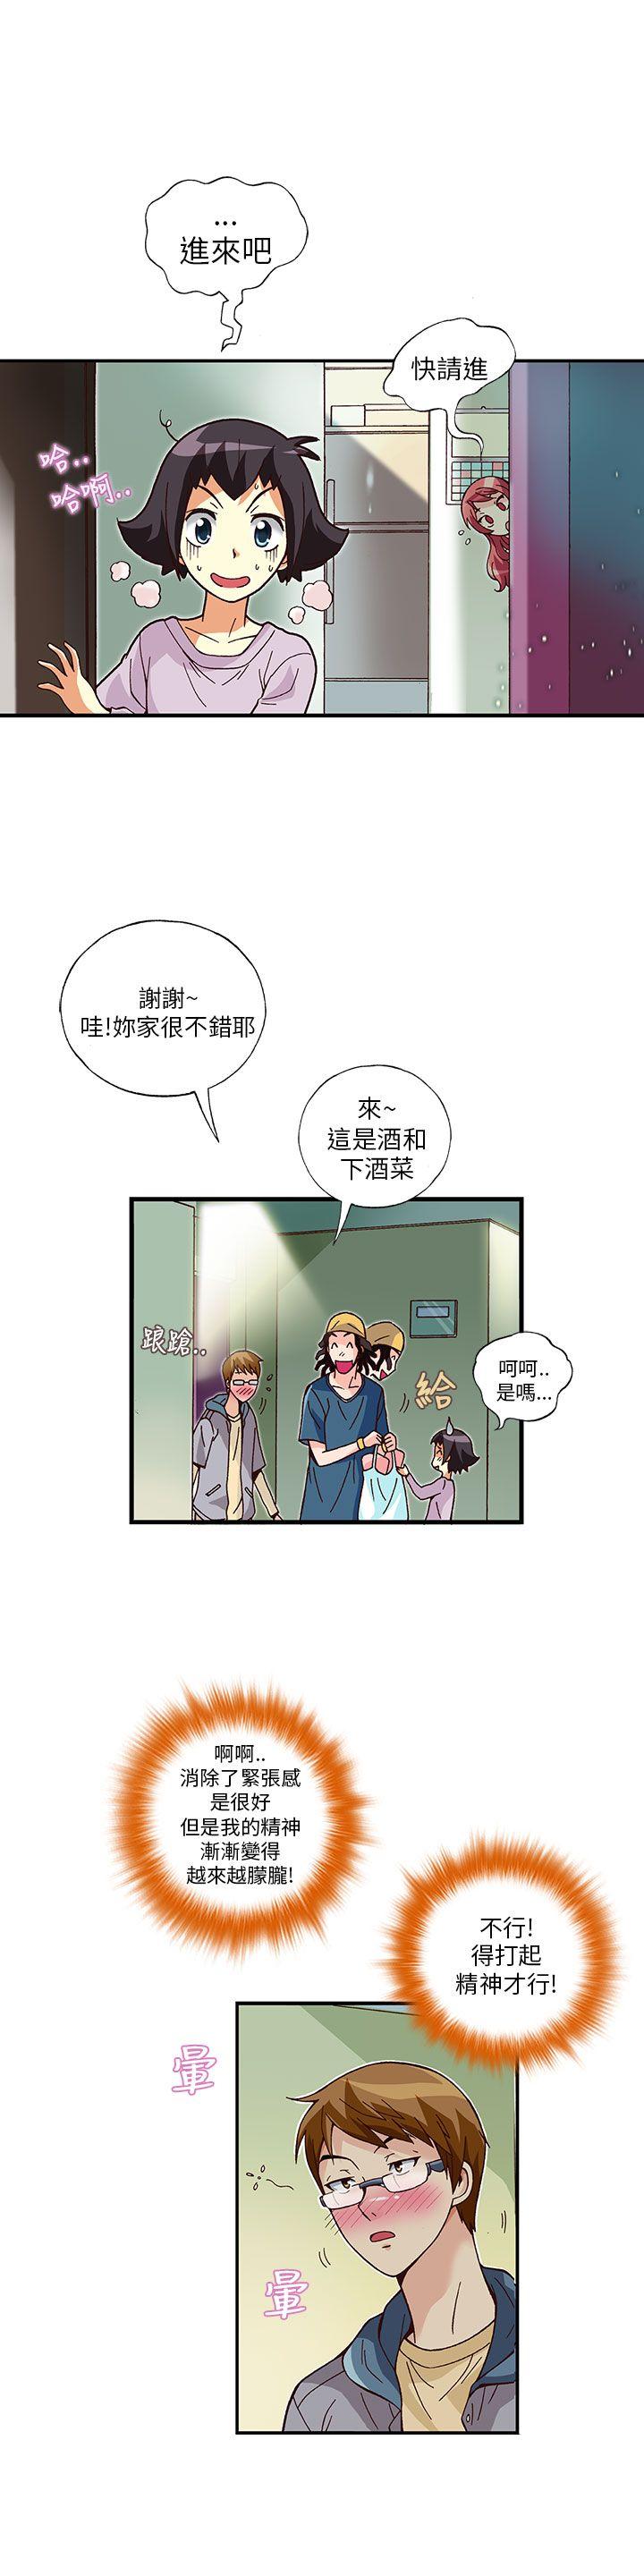 ...
進來吧
快請進
哈..
哈啊..
謝謝~
哇!妳家很不錯耶
來~
這是酒和
下酒菜
踉蹌..
給
呵呵..
是嗎...
啊啊..
消除了緊張感
是很好
但是我的精神
漸漸變得
越來越朦朧!
不行!
得打起
精神才行!
暈
暈